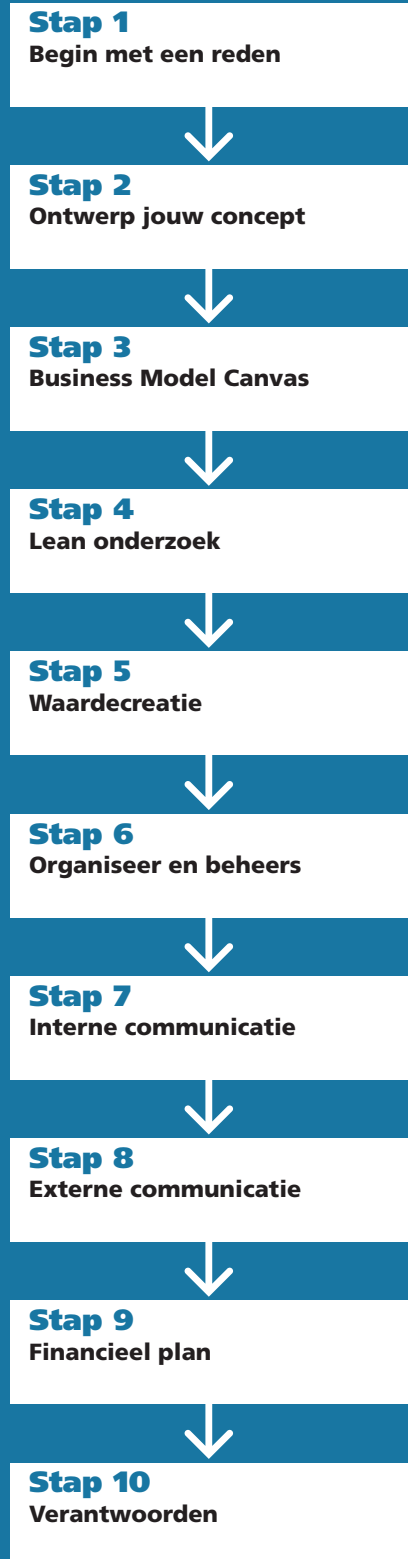 Stap 1
Begin met een reden
Stap 2
Ontwerp jouw concept
Stap 3
Business Model Canvas
Stap 4
Lean onderzoek
Stap 5
Waardecreatie
Stap 6
Organiseer en beheers
Stap 7
Interne communicatie
Stap 8
Externe communicatie
Stap 9
Financieel plan
Stap 10
Verantwoorden